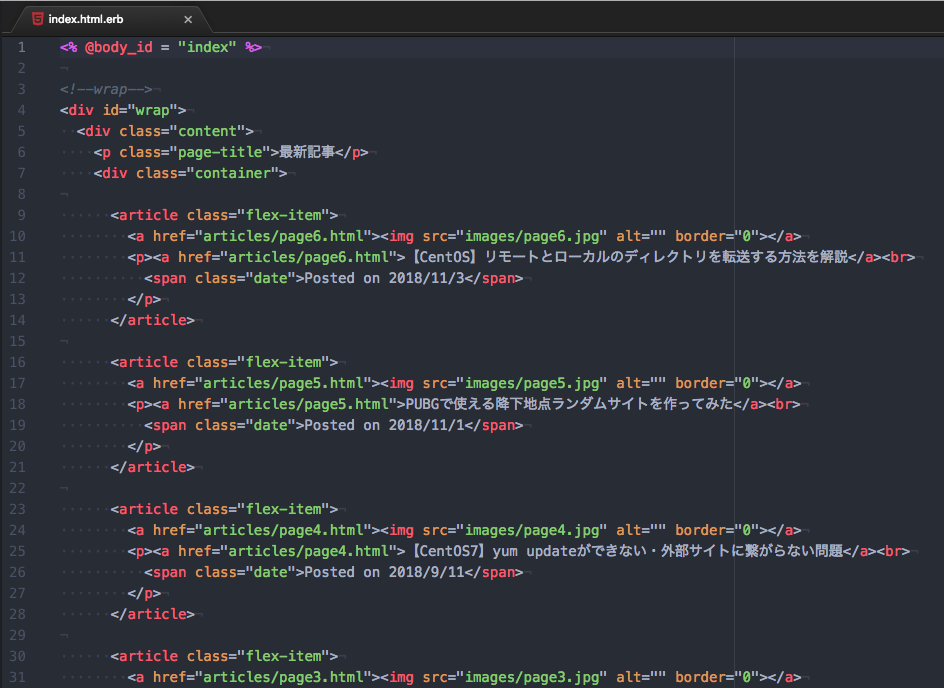 index.html.erb ×
1 <% @body_id = "index" %>
2
3 <!--wrap-->
4 <div id="wrap">
5 <div class="content">
6 <p class="page-title">最新記事</p>
7 <div class="container">
8
9 <article class="flex-item">
10 <a href="articles/page6.html"><img src="images/page6.jpg" alt="" border="0"></a>
11 <p><a href="articles/page6.html">【CentOS】リモートとローカルのディレクトリを転送する方法を解説</a><br>
12 <span class="date">Posted on 2018/11/3</span>
13 </p>
14 </article>
15
16 <article class="flex-item">
17 <a href="articles/page5.html"><img src="images/page5.jpg" alt="" border="0"></a>
18 <p><a href="articles/page5.html">PUBGで使える降下地点ランダムサイトを作ってみた</a><br>
19 <span class="date">Posted on 2018/11/1</span>
20 </p>
21 </article>
22
23 <article class="flex-item">
24 <a href="articles/page4.html"><img src="images/page4.jpg" alt="" border="0"></a>
25 <p><a href="articles/page4.html">【CentOS7】yum updateができない・外部サイトに繋がらない問題</a><br>
26 <span class="date">Posted on 2018/9/11</span>
27 </p>
28 </article>
29
30 <article class="flex-item">
31 <a href="articles/page3.html"><img src="images/page3.jpg" alt="" border="0"></a>